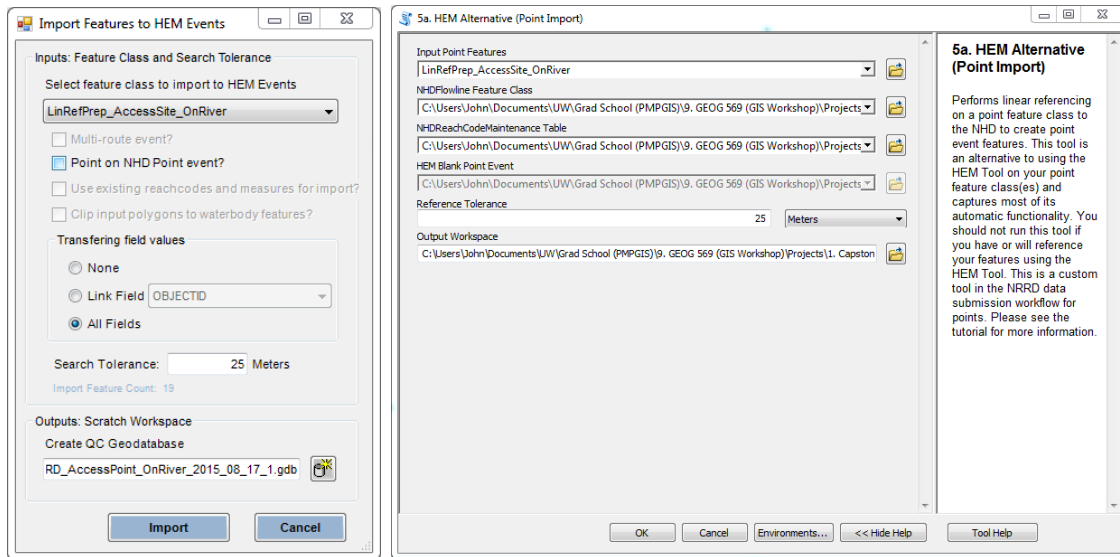 Import Features to HEM Events
Inputs: Feature Class and Search Tolerance
Select feature class to import to HEM Events
LinRefPrep_AccessSite_OnRiver
Multi-route event?
Point on NHD Point event?
Use existing reachcodes and measures for import?
Clip input polygons to waterbody features?
Transfering field values
None
Link Field OBJECTID
All Fields
Search Tolerance: 25 Meters
Import Feature Count: 19
Outputs: Scratch Workspace
Create QC Geodatabase
RD_AccessPoint_OnRiver_2015_08_17_1.gdb
Import Cancel
5a. HEM Alternative (Point Import)
Input Point Features
LinRefPrep_AccessSite_OnRiver
NHDFlowline Feature Class
C:\Users\John\Documents\UW\Grad School (PMPGIS)\9. GEOG 569 (GIS Workshop)\Projects
NHDReachCodeMaintenance Table
C:\Users\John\Documents\UW\Grad School (PMPGIS)\9. GEOG 569 (GIS Workshop)\Projects
HEM Blank Point Event
C:\Users\John\Documents\UW\Grad School (PMPGIS)\9. GEOG 569 (GIS Workshop)\Projects
Reference Tolerance
25 Meters
Output Workspace
C:\Users\John\Documents\UW\Grad School (PMPGIS)\9. GEOG 569 (GIS Workshop)\Projects\1. Capston
OK Cancel Environments... << Hide Help Tool Help
5a. HEM Alternative
(Point Import)
Performs linear referencing
on a point feature class to
the NHD to create point
event features. This tool is
an alternative to using the
HEM Tool on your point
feature class(es) and
captures most of its
automatic functionality. You
should not run this tool if
you have or will reference
your features using the
HEM Tool. This is a custom
tool in the NRRD data
submission workflow for
points. Please see the
tutorial for more information.